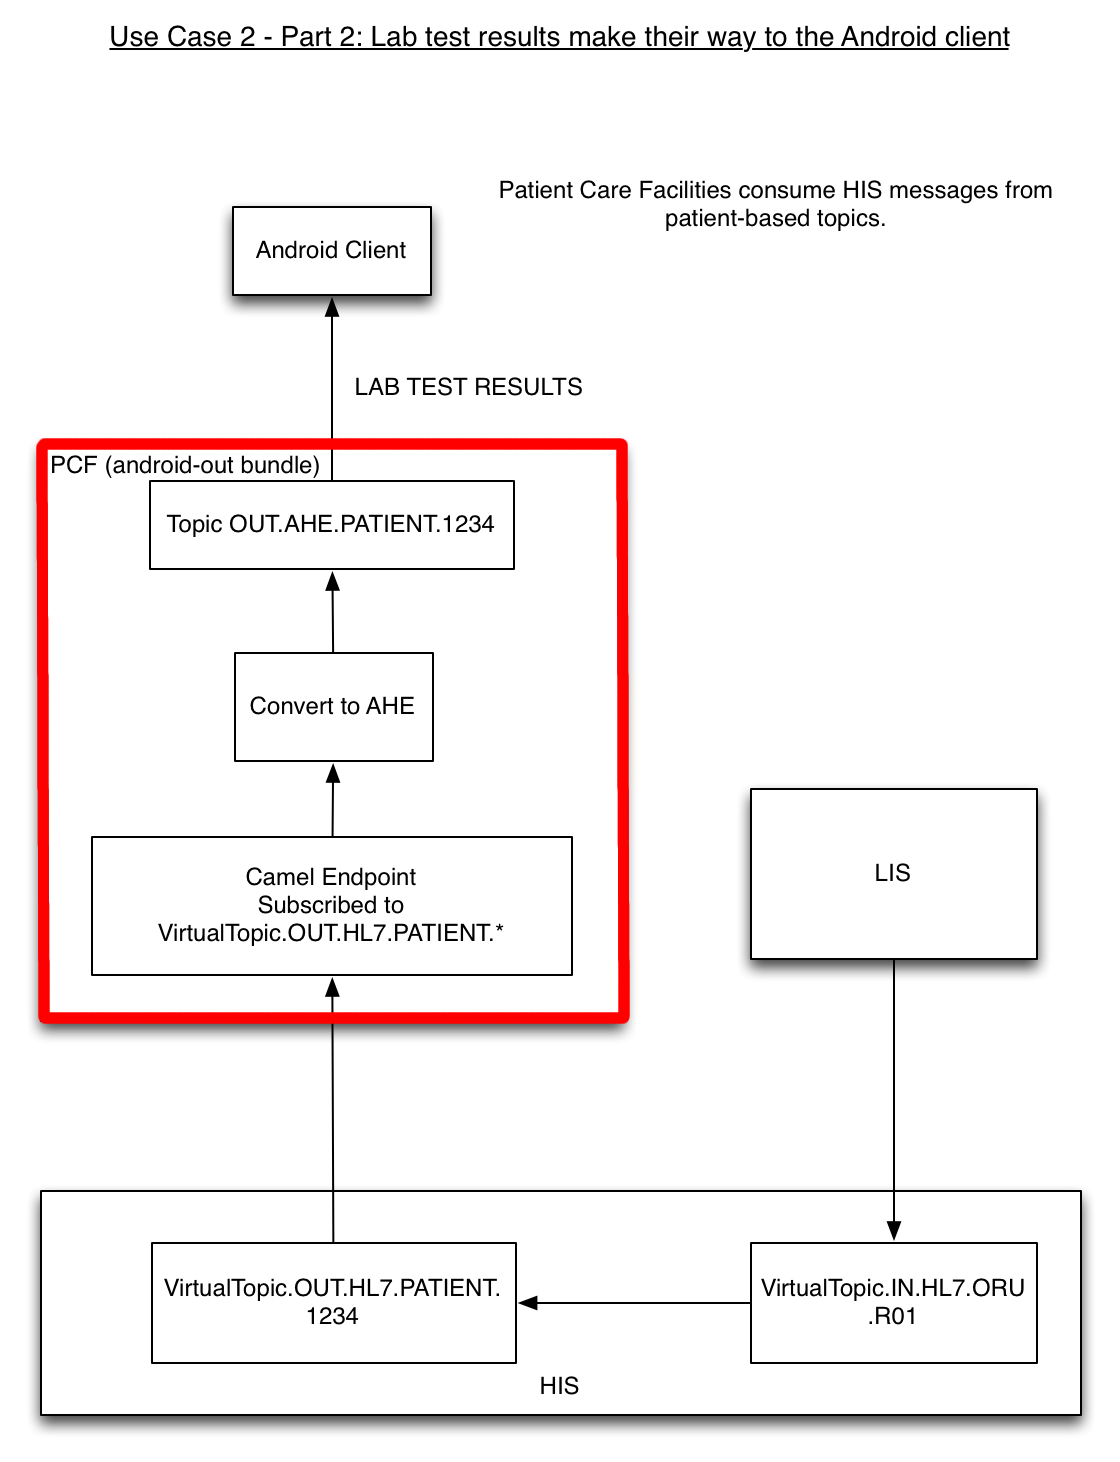 Use Case 2 - Part 2: Lab test results make their way to the Android client
Patient Care Facilities consume HIS messages from
patient-based topics.
Android Client
LAB TEST RESULTS
PCF (android-out bundle)
Topic OUT.AHE.PATIENT.1234
Convert to AHE
Camel Endpoint
Subscribed to
VirtualTopic.OUT.HL7.PATIENT.*
LIS
VirtualTopic.OUT.HL7.PATIENT.
1234
VirtualTopic.IN.HL7.ORU
.R01
HIS